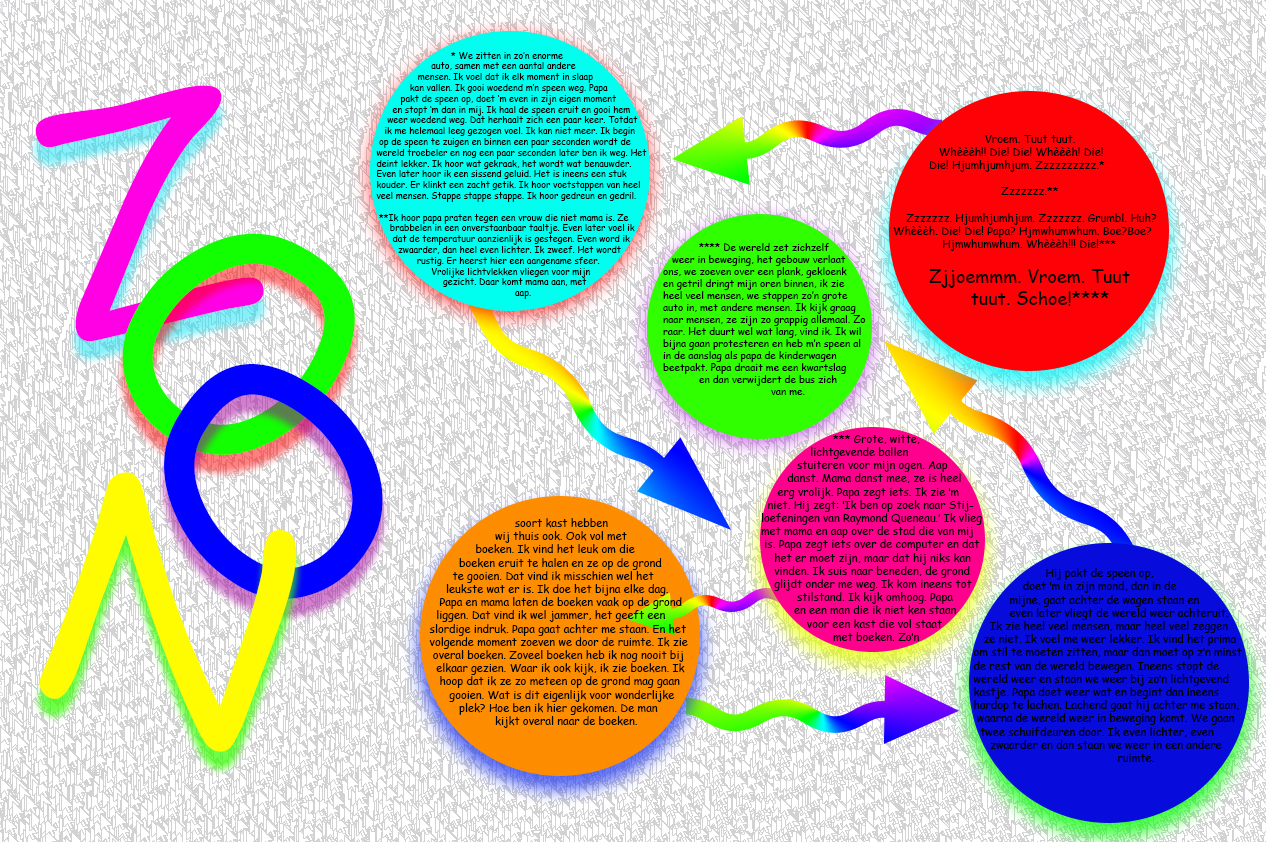 ZOON
* We zitten in zo'n enorme
auto, samen met een aantal andere
mensen. Ik voel dat ik elk moment in slaap
kan vallen. Ik gooi woedend m'n speen weg. Papa
pakt de speen op, doet 'm even in zijn eigen moment
en stopt 'm dan in mij. Ik haal de speen eruit en gooi hem
weer woedend weg. Dat herhaalt zich een paar keer. Totdat
ik me helemaal leeg gezogen voel. Ik kan niet meer. Ik begin
op de speen te zuigen en binnen een paar seconden wordt de
wereld troebeler en nog een paar seconden later ben ik weg. Het
deint lekker. Ik hoor wat gekraak, het wordt wat benauwder.
Even later hoor ik een sissend geluid. Het is ineens een stuk
kouder. Er klinkt een zacht getik. Ik hoor voetstappen van heel
veel mensen. Stappe stappe stappe. Ik hoor gedreun en gedril.
**Ik hoor papa praten tegen een vrouw die niet mama is. Ze
brabbelen in een onverstaanbaar taaltje. Even later voel ik
dat de temperatuur aanzienlijk is gestegen. Even word ik
zwaarder, dan heel even lichter. Ik zweef. Het wordt
rustig. Er heerst hier een aangename sfeer.
Vrolijke lichtvlekken vliegen voor mijn
gezicht. Daar komt mama aan, met
aap.
Vroem. Tuut tuut.
Whèèèh!! Die! Die! Whèèèh! Die!
Die! Hjumhjumhjum. Zzzzzzzzzz.*
Zzzzzzz.**
Zzzzzzz. Hjumhjumhjum. Zzzzzzz. Grumbl. Huh?
Whèèèh. Die! Die! Papa? Hjmwhumwhum. Boe?Boe?
Hjmwhumwhum. Whèèèh!!! Die!***
Zjjoemmm. Vroem. Tuut
tuut. Schoe!****
**** De wereld zet zichzelf
weer in beweging, het gebouw verlaat
ons, we zoeven over een plank, gekloenk
en getril dringt mijn oren binnen, ik zie
heel veel mensen, we stappen zo'n grote
auto in, met andere mensen. Ik kijk graag
naar mensen, ze zijn zo grappig allemaal. Zo
raar. Het duurt wel wat lang, vind ik. Ik wil
bijna gaan protesteren en heb m'n speen al
in de aanslag als papa de kinderwagen
beetpakt. Papa draait me een kwartslag
en dan verwijdert de bus zich
van me.
*** Grote, witte,
lichtgevende ballen
stuiteren voor mijn ogen. Aap
danst. Mama danst mee, ze is heel
erg vrolijk. Papa zegt iets. Ik zie 'm
niet. Hij zegt: 'Ik ben op zoek naar Stij-
loefeningen van Raymond Queneau.' Ik vlieg
met mama en aap over de stad die van mij
is. Papa zegt iets over de computer en dat
het er moet zijn, maar dat hij niks kan
vinden. Ik suis naar beneden, de grond
glijdt onder me weg. Ik kom ineens tot
stilstand. Ik kijk omhoog. Papa
en een man die ik niet ken staan
voor een kast die vol staat
met boeken. Zo'n
soort kast hebben
wij thuis ook. Ook vol met
boeken. Ik vind het leuk om die
boeken eruit te halen en ze op de grond
te gooien. Dat vind ik misschien wel het
leukste wat er is. Ik doe het bijna elke dag.
Papa en mama laten de boeken vaak op de grond
liggen. Dat vind ik wel jammer, het geeft een
slordige indruk. Papa gaat achter me staan. En het
volgende moment zoeven we door de ruimte. Ik zie
overal boeken. Zoveel boeken heb ik nog nooit bij
elkaar gezien. Waar ik ook kijk, ik zie boeken. Ik
hoop dat ik ze zo meteen op de grond mag gaan
gooien. Wat is dit eigenlijk voor wonderlijke
plek? Hoe ben ik hier gekomen. De man
kijkt overal naar de boeken.
Hij pakt de speen op,
doet 'm in zijn mond, dan in de
mijne, gaat achter de wagen staan en
even later vliegt de wereld weer achteruit.
Ik zie heel veel mensen, maar heel veel zeggen
ze niet. Ik voel me weer lekker. Ik vind het prima
om stil te moeten zitten, maar dan moet op z'n minst
de rest van de wereld bewegen. Ineens stopt de
wereld weer en staan we weer bij zo'n lichtgevend
kastje. Papa doet weer wat en begint dan ineens
hardop te lachen. Lachend gaat hij achter me staan,
waarna de wereld weer in beweging komt. We gaan
twee schuifdeuren door. Ik even lichter, even
zwaarder en dan staan we weer in een andere
ruimte.